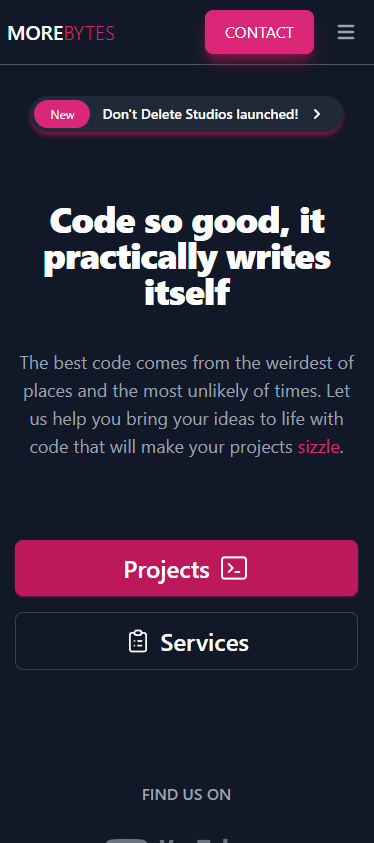 MOREBYTES
CONTACT
New Don't Delete Studios launched!
Code so good, it
practically writes
itself
The best code comes from the weirdest of
places and the most unlikely of times. Let
us help you bring your ideas to life with
code that will make your projects sizzle.
Projects
Services
FIND US ON